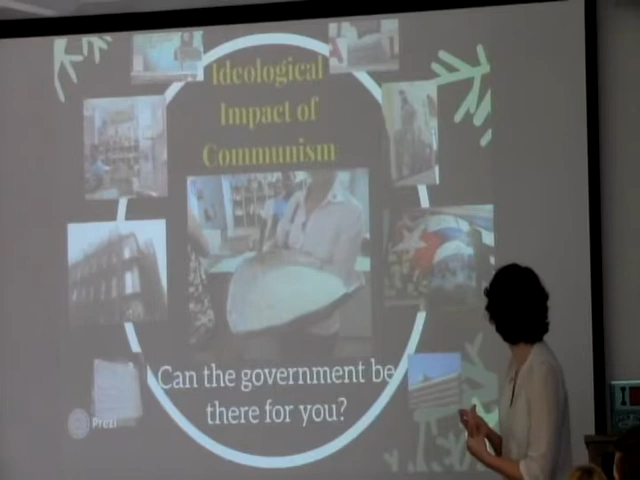 Ideological
Impact of
Communism
Can the government be
there for you?
Prezi
I